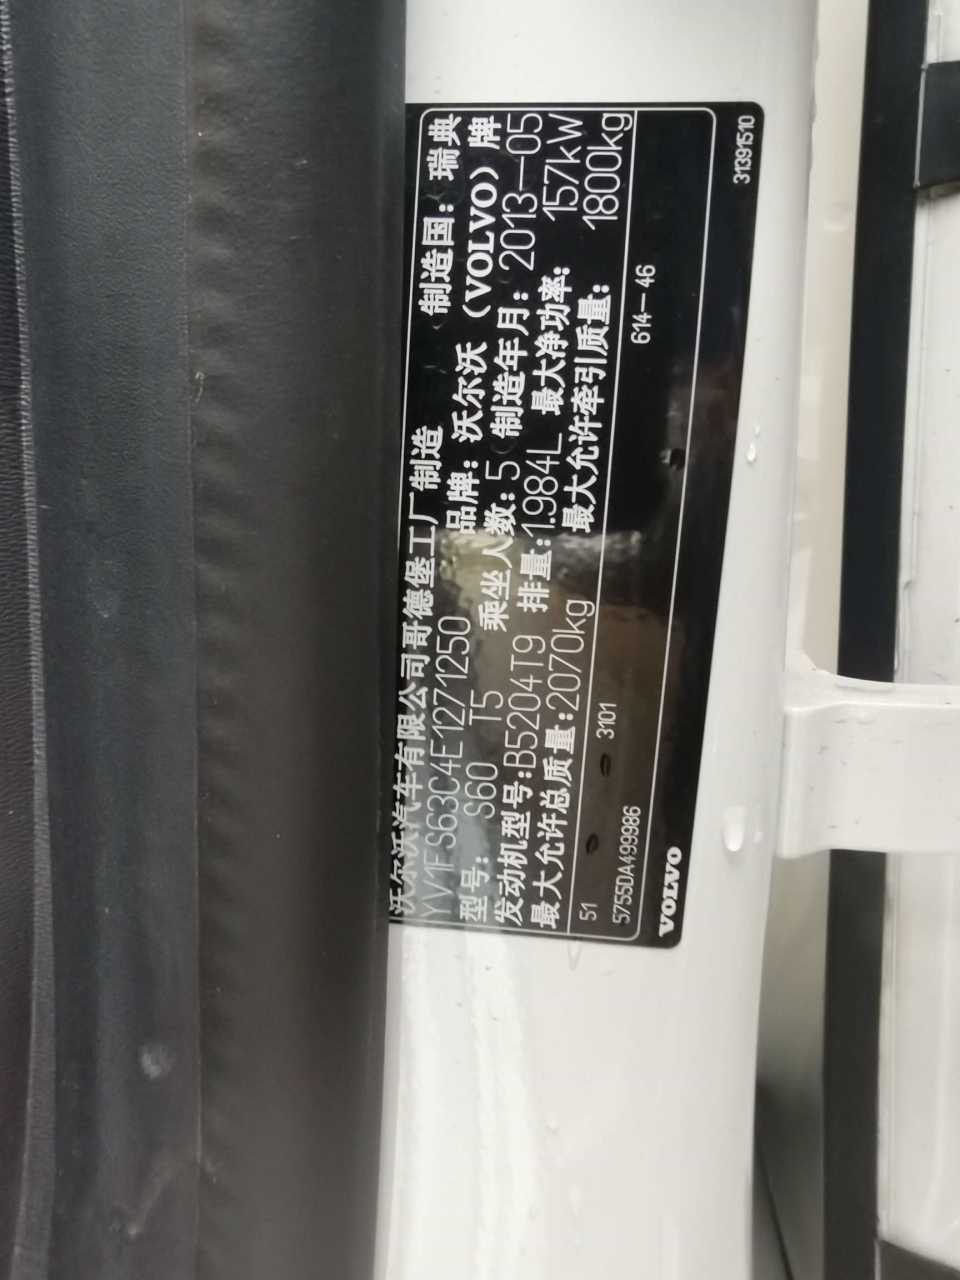 沃尔沃汽车有限公司哥德堡工厂制造 制造国：瑞典
YV1FS63C4E1271250 品牌：沃尔沃（VOLVO）牌
型号： S60 T5 乘坐人数：5 制造年月：2013—05
发动机型号：B5204T9 排量：1.984L 最大净功率： 157kW
最大允许总质量：2070kg 最大允许牵引质量： 1800kg
51 3101 614-46
5755DA499986
VOLVO 31391510